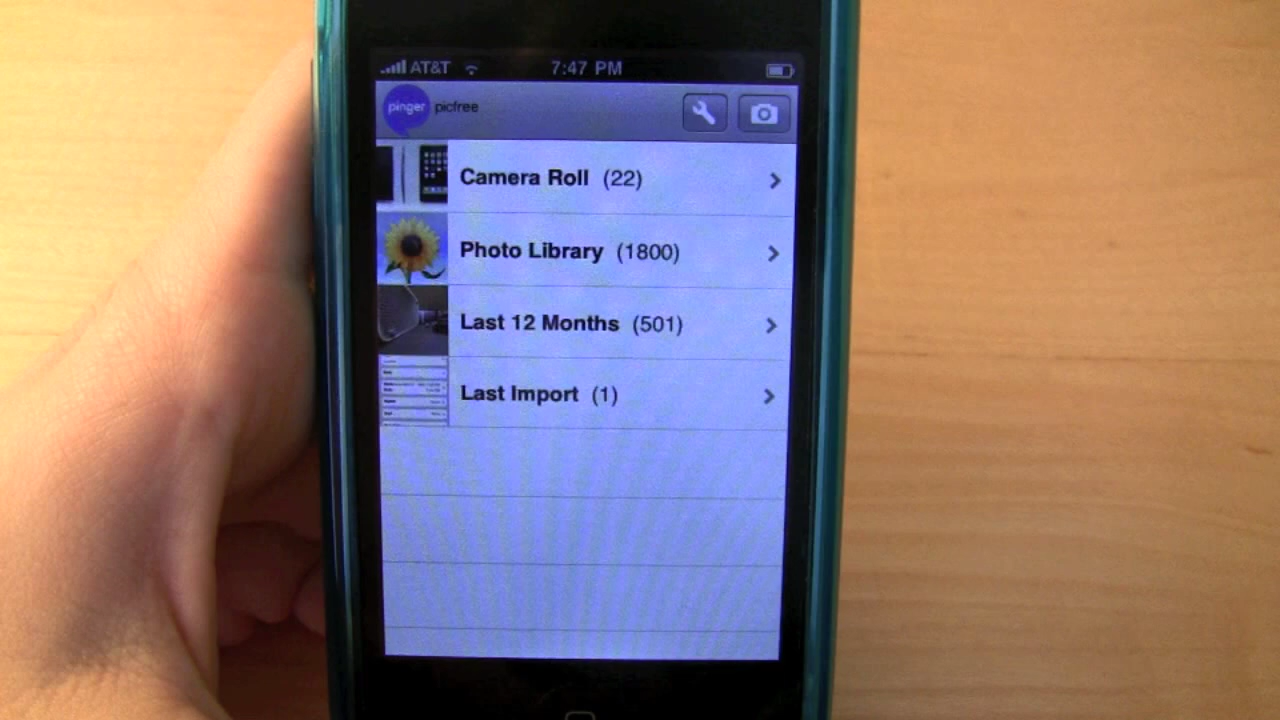 AT&T 7:47 PM
pinger picfree
Camera Roll (22)
Photo Library (1800)
Last 12 Months (501)
Last Import (1)